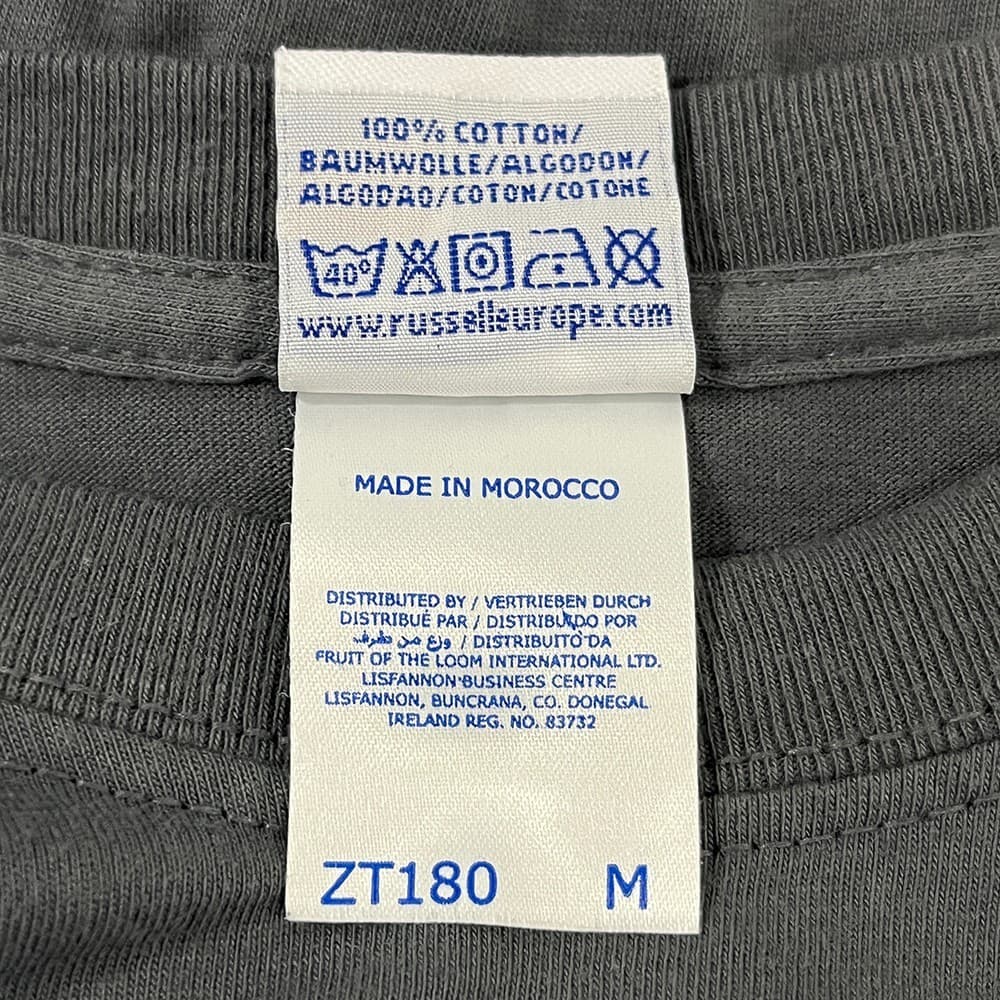 100% COTTON/
BAUMWOLLE/ALGODON/
ALGODAO/COTON/COTONE
40°
www.russelleurope.com
MADE IN MOROCCO
DISTRIBUTED BY / VERTRIEBEN DURCH
DISTRIBUÉ PAR / DISTRIBUIDO POR
وزع من طرف / DISTRIBUITO DA
FRUIT OF THE LOOM INTERNATIONAL LTD.
LISFANNON BUSINESS CENTRE
LISFANNON, BUNCRANA, CO. DONEGAL
IRELAND REG. NO. 83732
ZT180 M